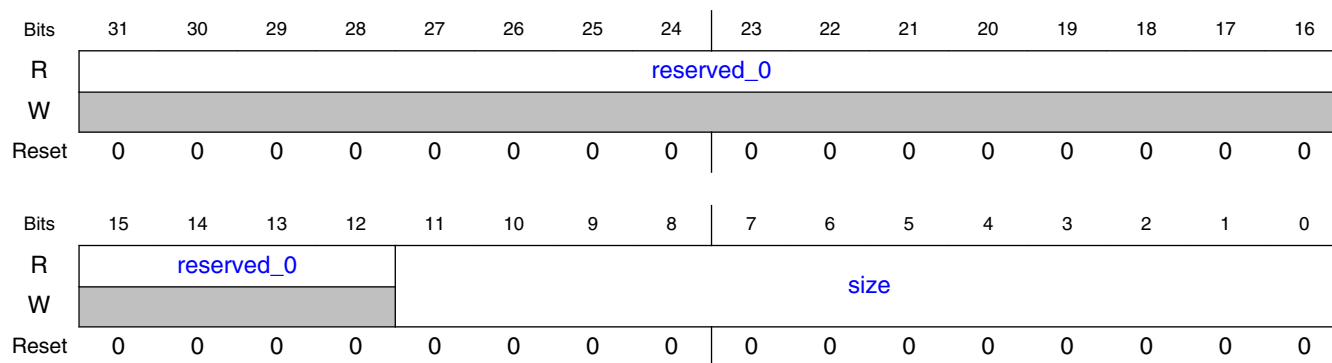 Bits 31 30 29 28 27 26 25 24 23 22 21 20 19 18 17 16
R reserved_0
W
Reset 0 0 0 0 0 0 0 0 0 0 0 0 0 0 0 0
Bits 15 14 13 12 11 10 9 8 7 6 5 4 3 2 1 0
R reserved_0 size
W
Reset 0 0 0 0 0 0 0 0 0 0 0 0 0 0 0 0